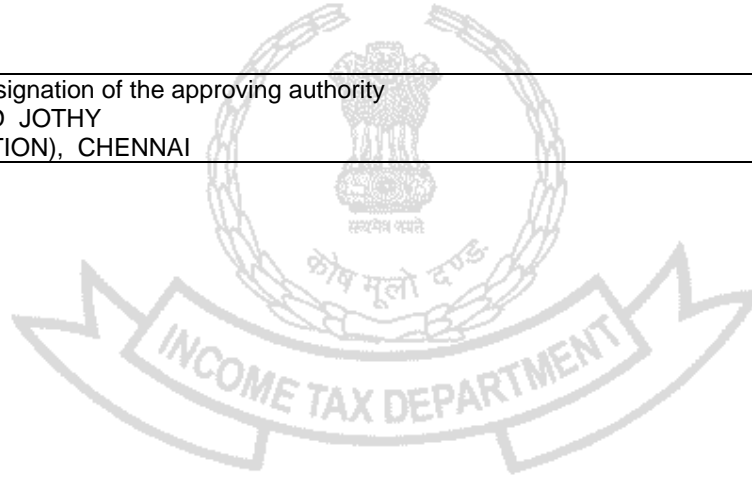 signation of the approving authority
JOTHY
TION), CHENNAI
सत्यमेव जयते
कोष मूलो दण्डः
INCOME TAX DEPARTMENT